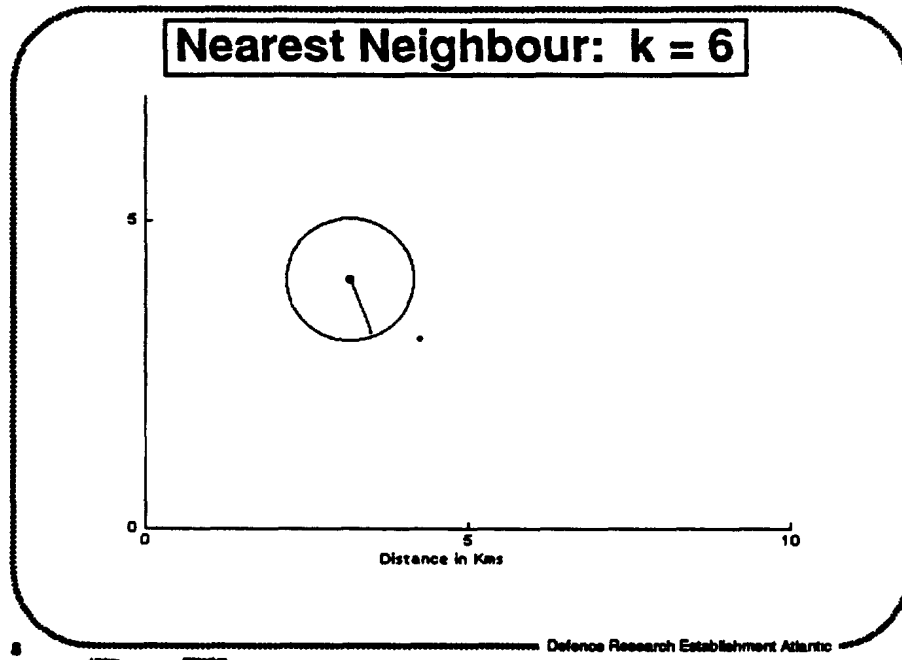 Nearest Neighbour: k = 6
5
0
0 5 10
Distance in Kms
8 Defence Research Establishment Atlantic